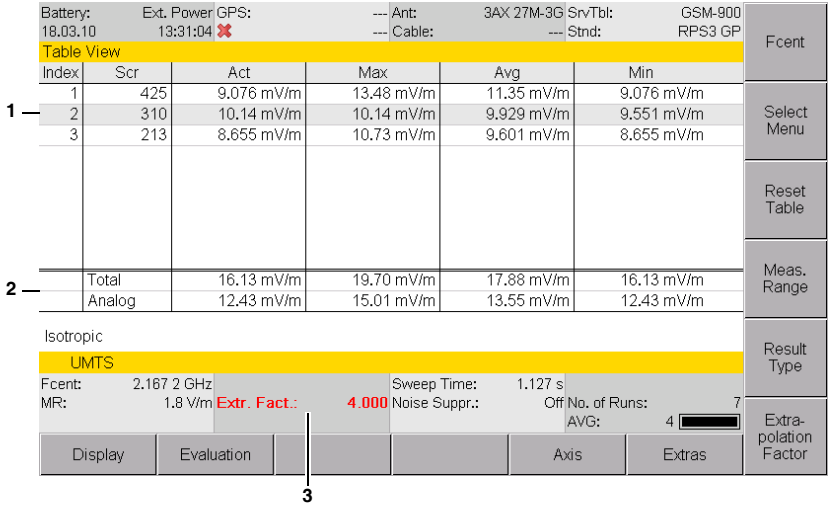 Battery: Ext. Power GPS: --- Ant: 3AX 27M-3G SrvTbl: GSM-900
18.03.10 13:31:04 --- Cable: --- Stnd: RPS3 GP
Fcent
Table View
Index Scr Act Max Avg Min
1 425 9.076 mV/m 13.48 mV/m 11.35 mV/m 9.076 mV/m
1 2 310 10.14 mV/m 10.14 mV/m 9.929 mV/m 9.551 mV/m
Select
Menu
3 213 8.655 mV/m 10.73 mV/m 9.601 mV/m 8.655 mV/m
Reset
Table
Total 16.13 mV/m 19.70 mV/m 17.88 mV/m 16.13 mV/m
2
Analog 12.43 mV/m 15.01 mV/m 13.55 mV/m 12.43 mV/m
Meas.
Range
Isotropic
Result
Type
UMTS
Fcent: 2.167 2 GHz Sweep Time: 1.127 s
MR: 1.8 V/m Extr. Fact.: 4.000 Noise Suppr.: Off No. of Runs: 7
AVG: 4
Extra-
polation
Factor
Display Evaluation Axis Extras
3